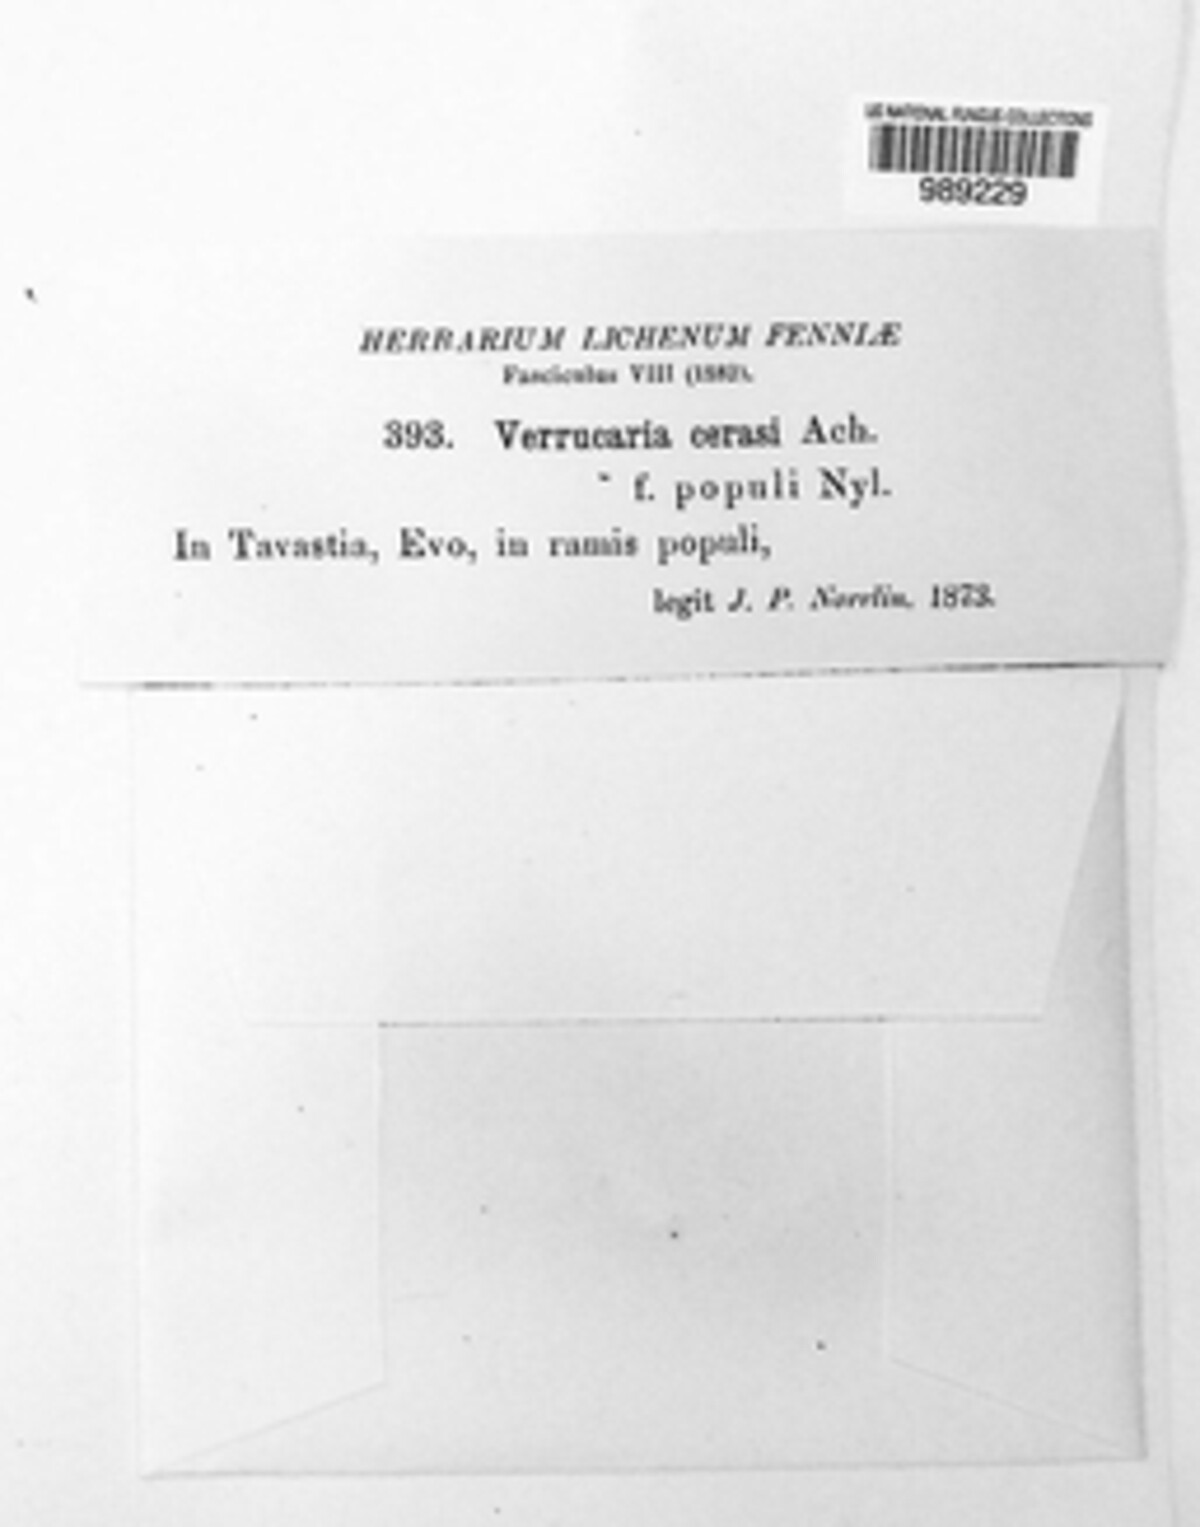 US NATIONAL FUNGUS COLLECTIONS
989229
HERBARIUM LICHENUM FENNIÆ
Fasciculus VIII (1882).
393. Verrucaria cerasi Ach.
f. populi Nyl.
In Tavastia, Evo, in ramis populi,
legit J. P. Norrlin. 1873.